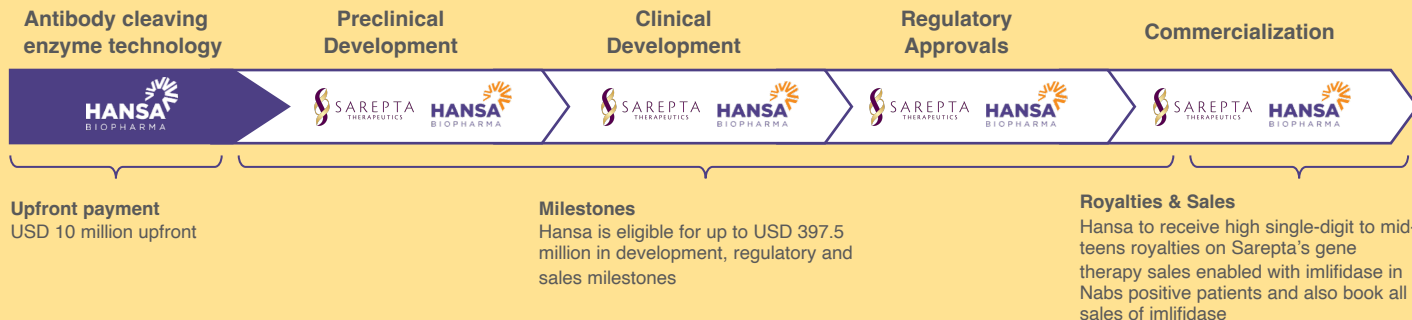 Antibody cleaving
enzyme technology
Preclinical
Development
Clinical
Development
Regulatory
Approvals
Commercialization
HANSA
BIOPHARMA
SAREPTA
THERAPEUTICS
HANSA
BIOPHARMA
SAREPTA
THERAPEUTICS
HANSA
BIOPHARMA
SAREPTA
THERAPEUTICS
HANSA
BIOPHARMA
SAREPTA
THERAPEUTICS
HANSA
BIOPHARMA
Upfront payment
USD 10 million upfront
Milestones
Hansa is eligible for up to USD 397.5
million in development, regulatory and
sales milestones
Royalties & Sales
Hansa to receive high single-digit to mid-
teens royalties on Sarepta's gene
therapy sales enabled with imlifidase in
Nabs positive patients and also book all
sales of imlifidase